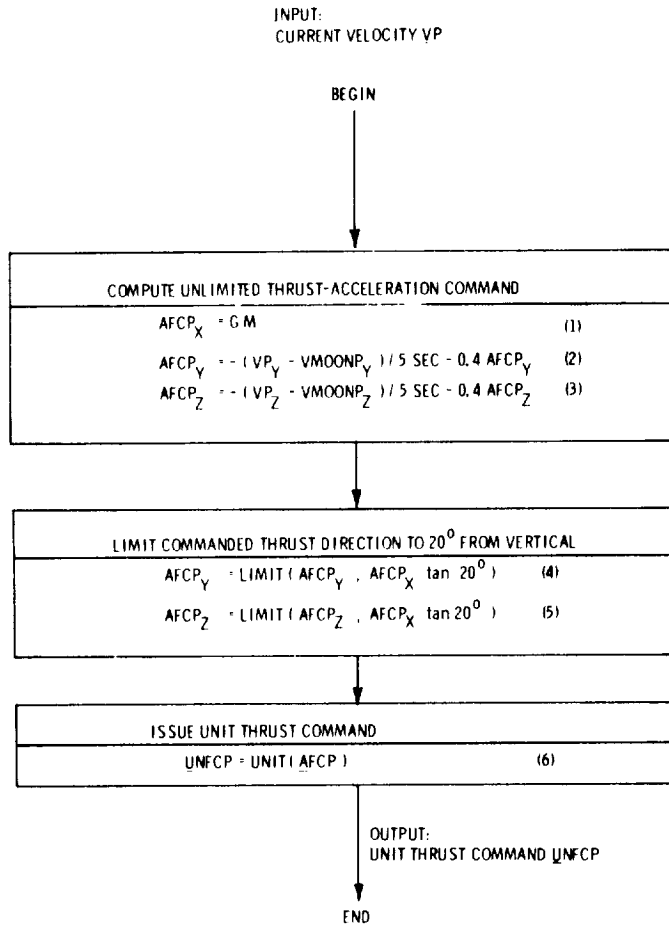 INPUT:
CURRENT VELOCITY VP
BEGIN
COMPUTE UNLIMITED THRUST-ACCELERATION COMMAND
AFCP_X = GM (1)
AFCP_Y = - ( VP_Y - VMOONP_Y ) / 5 SEC - 0.4 AFCP_Y (2)
AFCP_Z = - ( VP_Z - VMOONP_Z ) / 5 SEC - 0.4 AFCP_Z (3)
LIMIT COMMANDED THRUST DIRECTION TO 20° FROM VERTICAL
AFCP_Y = LIMIT ( AFCP_Y , AFCP_X tan 20° ) (4)
AFCP_Z = LIMIT ( AFCP_Z , AFCP_X tan 20° ) (5)
ISSUE UNIT THRUST COMMAND
UNFCP = UNIT ( AFCP ) (6)
OUTPUT:
UNIT THRUST COMMAND UNFCP
END